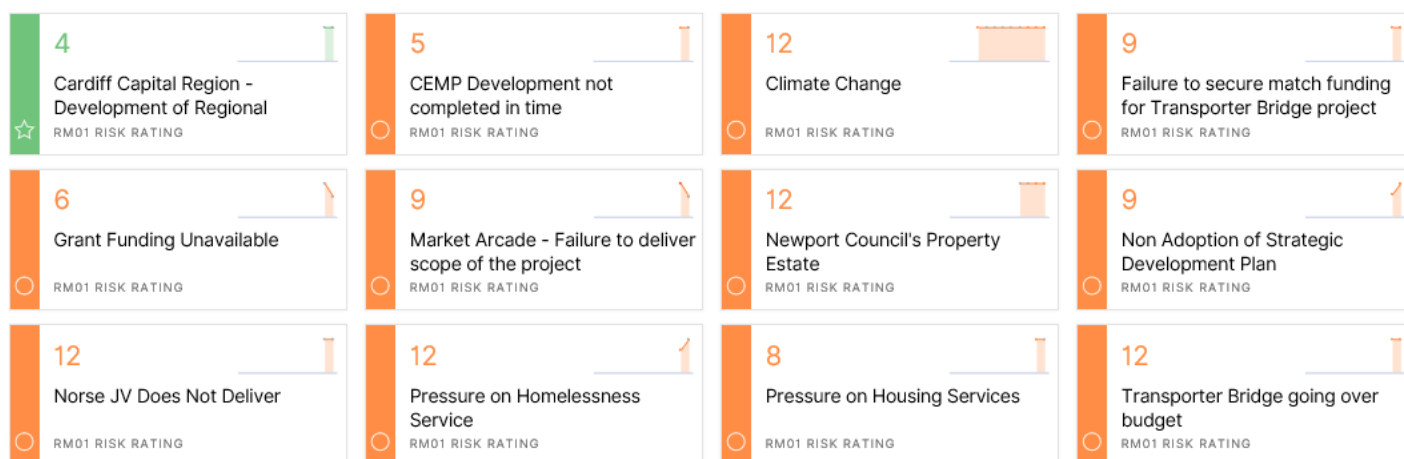 4
Cardiff Capital Region -
Development of Regional
RM01 RISK RATING
5
CEMP Development not
completed in time
RM01 RISK RATING
12
Climate Change
RM01 RISK RATING
9
Failure to secure match funding
for Transporter Bridge project
RM01 RISK RATING
6
Grant Funding Unavailable
RM01 RISK RATING
9
Market Arcade - Failure to deliver
scope of the project
RM01 RISK RATING
12
Newport Council's Property
Estate
RM01 RISK RATING
9
Non Adoption of Strategic
Development Plan
RM01 RISK RATING
12
Norse JV Does Not Deliver
RM01 RISK RATING
12
Pressure on Homelessness
Service
RM01 RISK RATING
8
Pressure on Housing Services
RM01 RISK RATING
12
Transporter Bridge going over
budget
RM01 RISK RATING